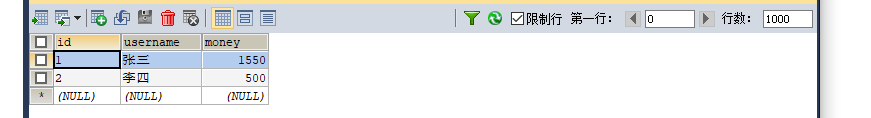 限制行 第一行: 0 行数: 1000
id username money
1 张三 1550
2 李四 500
* (NULL) (NULL) (NULL)